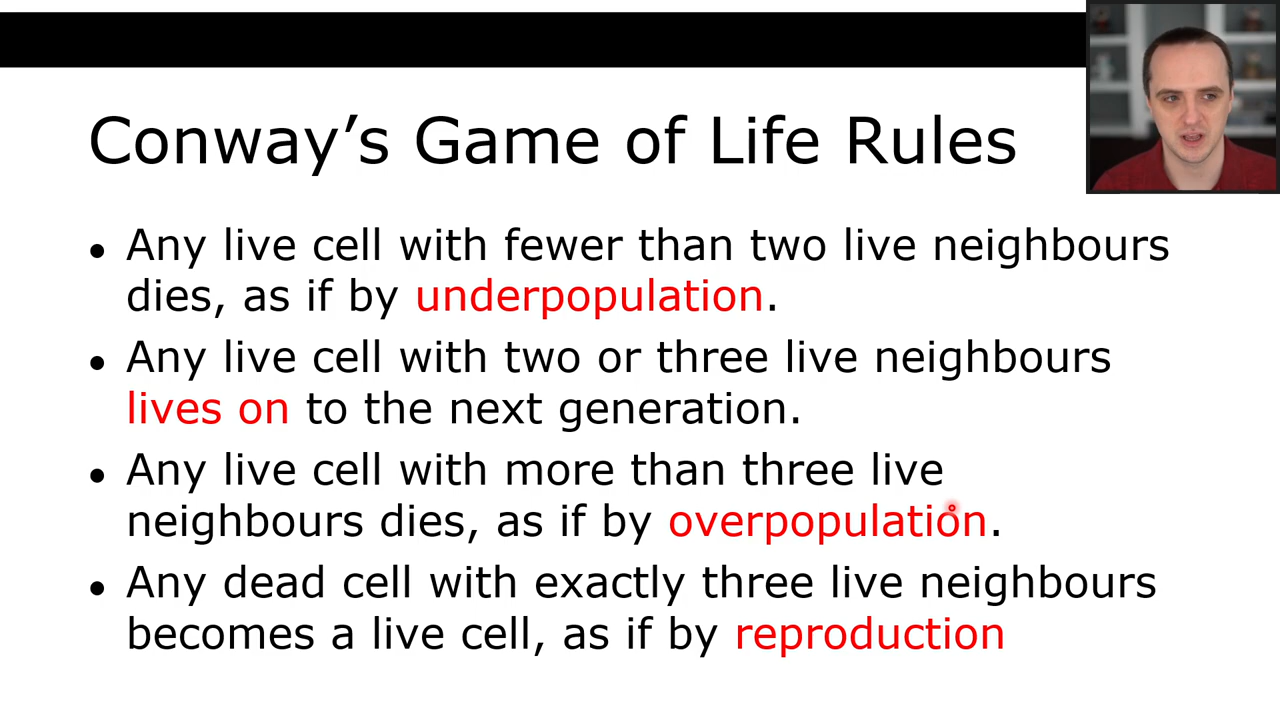 Conway’s Game of Life Rules
• Any live cell with fewer than two live neighbours
dies, as if by underpopulation.
• Any live cell with two or three live neighbours
lives on to the next generation.
• Any live cell with more than three live
neighbours dies, as if by overpopulation.
• Any dead cell with exactly three live neighbours
becomes a live cell, as if by reproduction